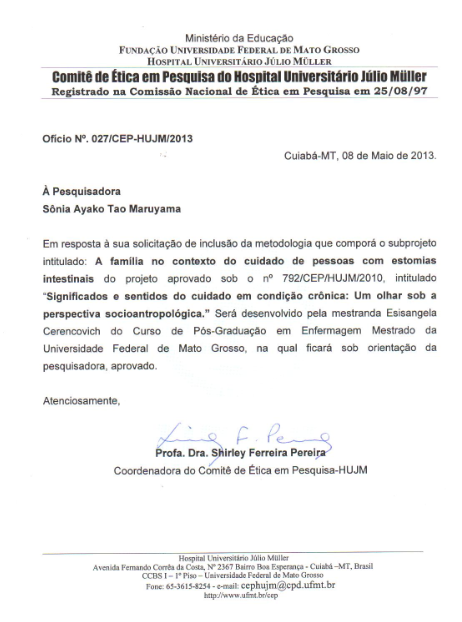 Ministério da Educação
FUNDAÇÃO UNIVERSIDADE FEDERAL DE MATO GROSSO
HOSPITAL UNIVERSITÁRIO JÚLIO MÜLLER
Comitê de Ética em Pesquisa do Hospital Universitário Júlio Müller
Registrado na Comissão Nacional de Ética em Pesquisa em 25/08/97
Ofício Nº. 027/CEP-HUJM/2013
Cuiabá-MT, 08 de Maio de 2013.
À Pesquisadora
Sônia Ayako Tao Maruyama
Em resposta à sua solicitação de inclusão da metodologia que comporá o subprojeto
intitulado: A família no contexto do cuidado de pessoas com estomias
intestinais do projeto aprovado sob o nº 792/CEP/HUJM/2010, intitulado
“Significados e sentidos do cuidado em condição crônica: Um olhar sob a
perspectiva socioantropológica.” Será desenvolvido pela mestranda Esisangela
Cerencovich do Curso de Pós-Graduação em Enfermagem Mestrado da
Universidade Federal de Mato Grosso, na qual ficará sob orientação da
pesquisadora, aprovado.
Atenciosamente,
Profa. Dra. Shirley Ferreira Pereira
Coordenadora do Comitê de Ética em Pesquisa-HUJM
Hospital Universitário Júlio Müller
Avenida Fernando Corrêa da Costa, Nº 2367 Bairro Boa Esperança - Cuiabá –MT, Brasil
CCBS I – 1º Piso – Universidade Federal de Mato Grosso
Fone: 65-3615-8254 - e-mail: cephujm@cpd.ufmt.br
http://www.ufmt.br/cep